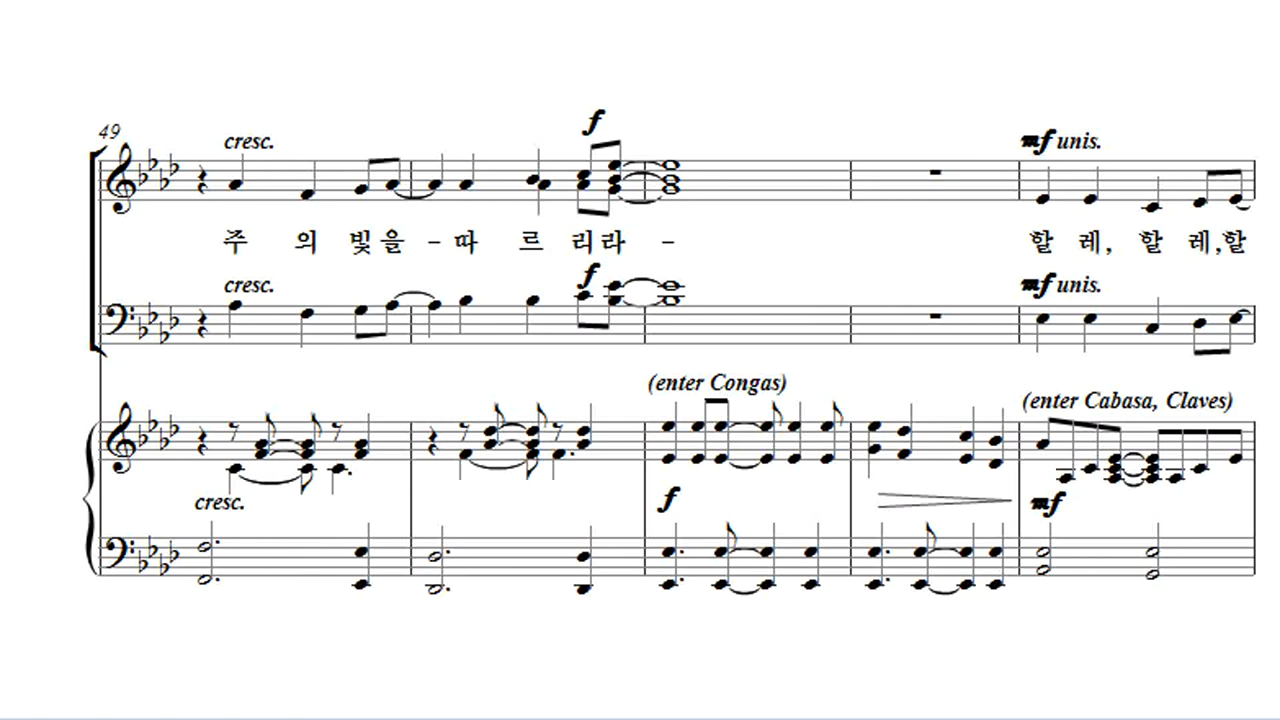 49
cresc.
f
mf unis.
주 의 빛 을 - 따 르 리 라 - 할 레, 할 레, 할
cresc.
f
mf unis.
(enter Congas)
(enter Cabasa, Claves)
cresc.
f
mf